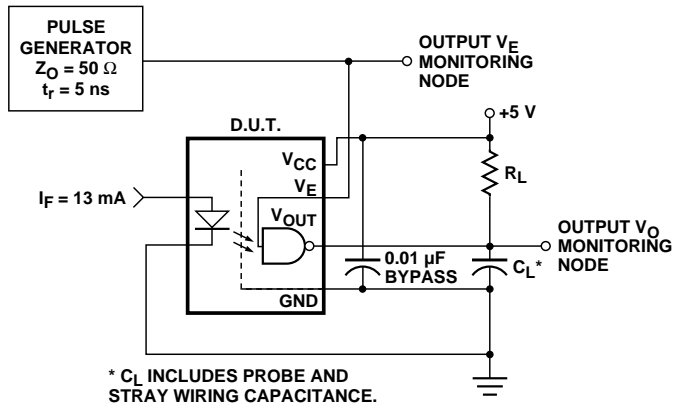 PULSE
GENERATOR
Z_O = 50 Ω
t_r = 5 ns
OUTPUT V_E
MONITORING
NODE
+5 V
D.U.T.
V_CC
R_L
I_F = 13 mA
V_E
V_OUT
OUTPUT V_O
MONITORING
NODE
0.01 µF
BYPASS
C_L*
GND
* C_L INCLUDES PROBE AND
STRAY WIRING CAPACITANCE.